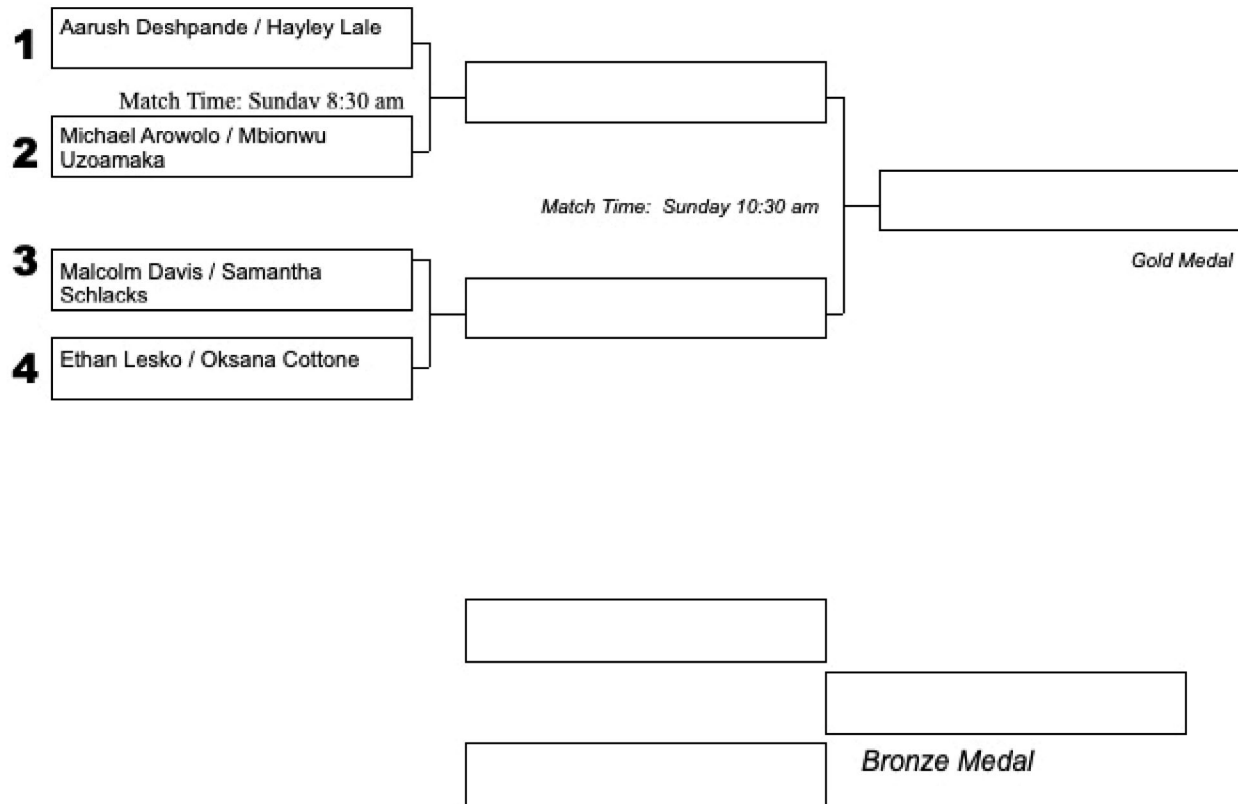 1
Aarush Deshpande / Hayley Lale
Match Time: Sunday 8:30 am
2
Michael Arowolo / Mbionwu
Uzoamaka
Match Time: Sunday 10:30 am
Gold Medal
3
Malcolm Davis / Samantha
Schlacks
4
Ethan Lesko / Oksana Cottone
Bronze Medal